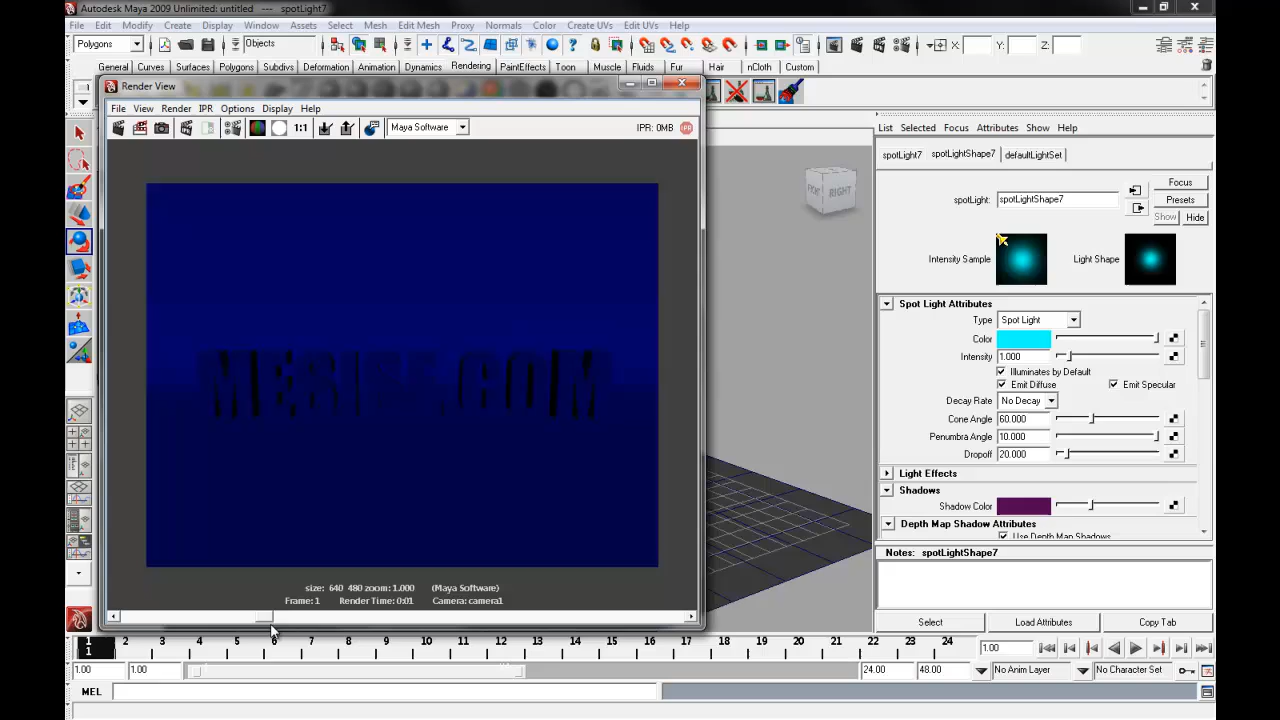 Autodesk Maya 2009 Unlimited: untitled --- spotLight7
File Edit Modify Create Display Window Assets Select Mesh Edit Mesh Proxy Normals Color Create UVs Edit UVs Help
Polygons Objects X: Y: Z:
General Curves Surfaces Polygons Subdivs Deformation Animation Dynamics Rendering PaintEffects Toon Muscle Fluids Fur Hair nCloth Custom
Render View
File View Render IPR Options Display Help
1:1 Maya Software IPR: 0MB
size: 640 480 zoom: 1.000 (Maya Software)
Frame: 1 Render Time: 0:01 Camera: camera1
RIGHT
List Selected Focus Attributes Show Help
spotLight7 spotLightShape7 defaultLightSet
spotLight: spotLightShape7
Focus
Presets
Show Hide
Intensity Sample Light Shape
Spot Light Attributes
Type Spot Light
Color
Intensity 1.000
Illuminates by Default
Emit Diffuse Emit Specular
Decay Rate No Decay
Cone Angle 60.000
Penumbra Angle 10.000
Dropoff 20.000
Light Effects
Shadows
Shadow Color
Depth Map Shadow Attributes
Use Depth Map Shadows
Notes: spotLightShape7
Select Load Attributes Copy Tab
1 2 3 4 5 6 7 8 9 10 11 12 13 14 15 16 17 18 19 20 21 22 23 24
1 1.00
1.00 1.00 24.00 48.00 No Anim Layer No Character Set
MEL